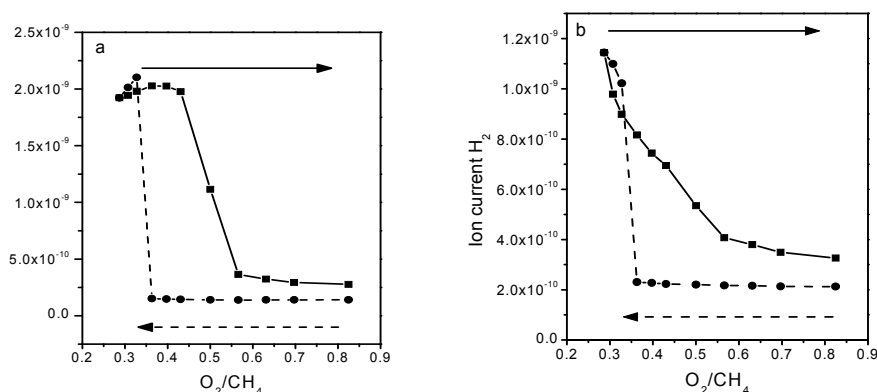 a
2.5x10⁻⁹
2.0x10⁻⁹
1.5x10⁻⁹
1.0x10⁻⁹
5.0x10⁻¹⁰
0.0
0.2 0.3 0.4 0.5 0.6 0.7 0.8 0.9
O₂/CH₄
b
Ion current H₂
1.2x10⁻⁹
1.0x10⁻⁹
8.0x10⁻¹⁰
6.0x10⁻¹⁰
4.0x10⁻¹⁰
2.0x10⁻¹⁰
0.0
0.2 0.3 0.4 0.5 0.6 0.7 0.8 0.9
O₂/CH₄